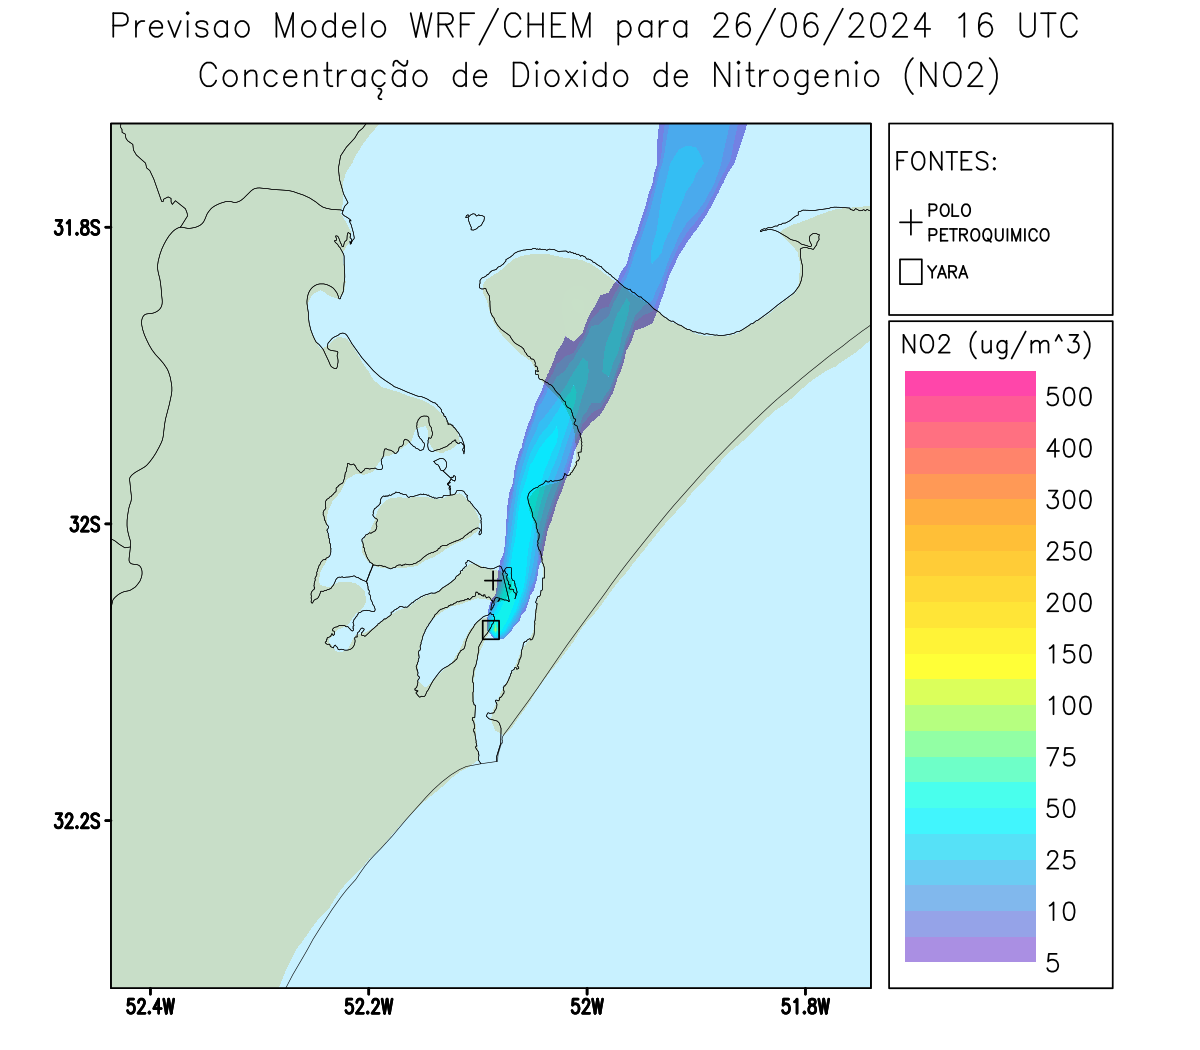 Previsao Modelo WRF/CHEM para 26/06/2024 16 UTC
Concentração de Dioxido de Nitrogenio (NO2)
FONTES:
POLO
PETROQUIMICO
YARA
31.8S
32S
32.2S
52.4W
52.2W
52W
51.8W
NO2 (ug/m^3)
500
400
300
250
200
150
100
75
50
25
10
5